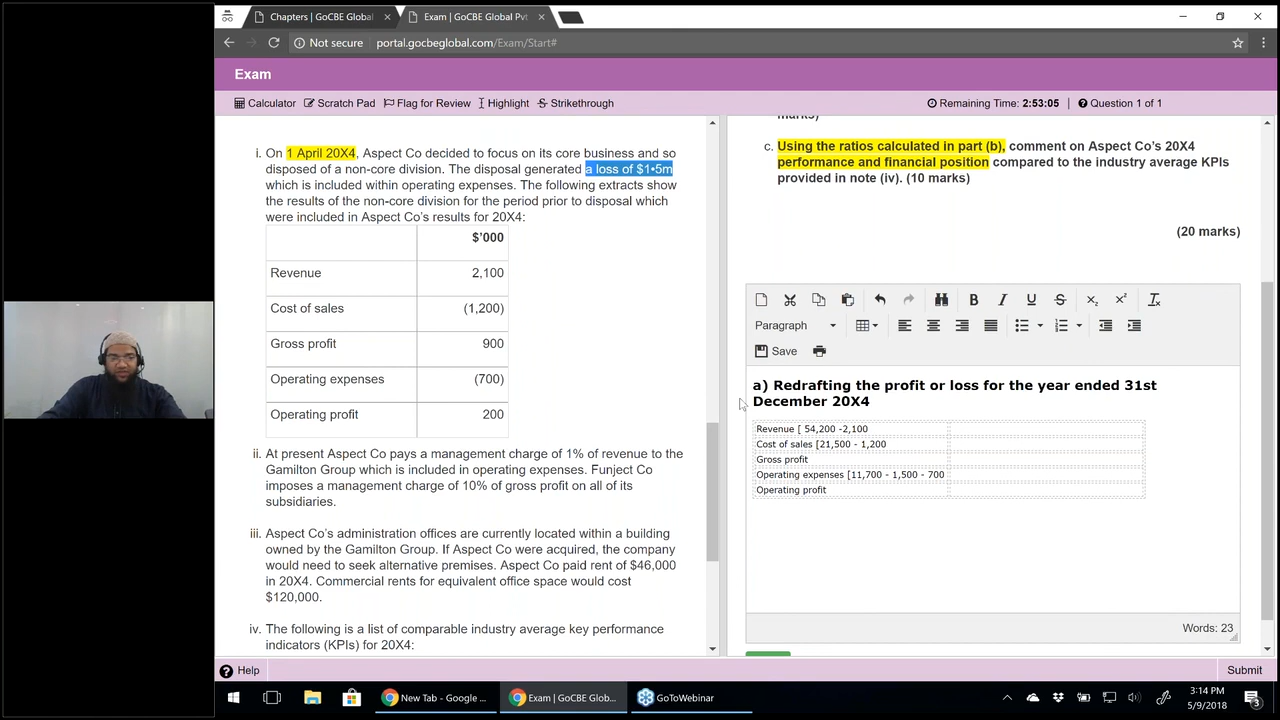 Chapters | GoCBE Global
Exam | GoCBE Global Pvt
Not secure
portal.gocbeglobal.com/Exam/Start#
Exam
Calculator
Scratch Pad
Flag for Review
Highlight
Strikethrough
Remaining Time: 2:53:05
Question 1 of 1
i. On 1 April 20X4, Aspect Co decided to focus on its core business and so
disposed of a non-core division. The disposal generated a loss of $1•5m
which is included within operating expenses. The following extracts show
the results of the non-core division for the period prior to disposal which
were included in Aspect Co's results for 20X4:
$'000
Revenue 2,100
Cost of sales (1,200)
Gross profit 900
Operating expenses (700)
Operating profit 200
ii. At present Aspect Co pays a management charge of 1% of revenue to the
Gamilton Group which is included in operating expenses. Funject Co
imposes a management charge of 10% of gross profit on all of its
subsidiaries.
iii. Aspect Co's administration offices are currently located within a building
owned by the Gamilton Group. If Aspect Co were acquired, the company
would need to seek alternative premises. Aspect Co paid rent of $46,000
in 20X4. Commercial rents for equivalent office space would cost
$120,000.
iv. The following is a list of comparable industry average key performance
indicators (KPIs) for 20X4:
marks)
c. Using the ratios calculated in part (b), comment on Aspect Co's 20X4
performance and financial position compared to the industry average KPIs
provided in note (iv). (10 marks)
(20 marks)
Paragraph
Save
a) Redrafting the profit or loss for the year ended 31st
December 20X4
Revenue [ 54,200 -2,100
Cost of sales [21,500 - 1,200
Gross profit
Operating expenses [11,700 - 1,500 - 700
Operating profit
Words: 23
Help
Submit
New Tab - Google ...
Exam | GoCBE Glob...
GoToWebinar
3:14 PM
5/9/2018
3